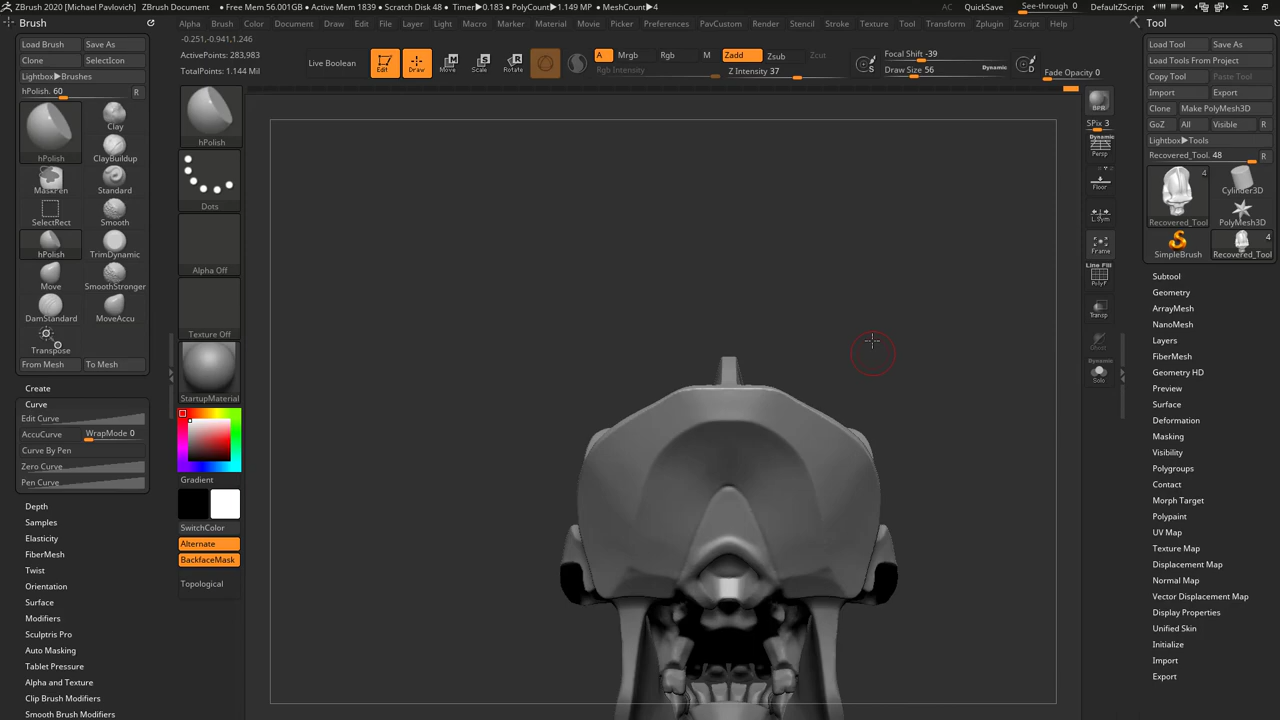 ZBrush 2020 [Michael Pavlovich] ZBrush Document • Free Mem 56.001GB • Active Mem 1839 • Scratch Disk 48 • Timer▶0.183 • PolyCount▶1.149 MP • MeshCount▶4 AC QuickSave See-through 0 Menus DefaultZScript
Brush
Alpha Brush Color Document Draw Edit File Layer Light Macro Marker Material Movie Picker Preferences PavCustom Render Stencil Stroke Texture Tool Transform Zplugin Zscript Help
Tool
-0.251,-0.941,1.246
ActivePoints: 283,983
TotalPoints: 1.144 Mil
Live Boolean
Edit
Draw
Move
Scale
Rotate
A
Mrgb
Rgb
M
Rgb Intensity
Zadd
Zsub
Zcut
Z Intensity 37
S
Focal Shift -39
Draw Size 56
Dynamic
D
Fade Opacity 0
Load Brush
Save As
Clone
SelectIcon
Lightbox▶Brushes
hPolish. 60
R
hPolish
Clay
ClayBuildup
MaskPen
Standard
SelectRect
Smooth
hPolish
TrimDynamic
Move
SmoothStronger
DamStandard
MoveAccu
Transpose
From Mesh
To Mesh
Create
Curve
Edit Curve
AccuCurve
WrapMode 0
Curve By Pen
Zero Curve
Pen Curve
Depth
Samples
Elasticity
FiberMesh
Twist
Orientation
Surface
Modifiers
Sculptris Pro
Auto Masking
Tablet Pressure
Alpha and Texture
Clip Brush Modifiers
Smooth Brush Modifiers
hPolish
Dots
Alpha Off
Texture Off
StartupMaterial
Gradient
SwitchColor
Alternate
BackfaceMask
Topological
BPR
SPix 3
Dynamic
Persp
Floor
L.Sym
Frame
Line Fill
PolyF
Transp
Ghost
Dynamic
Solo
Load Tool
Save As
Load Tools From Project
Copy Tool
Paste Tool
Import
Export
Clone
Make PolyMesh3D
GoZ
All
Visible
R
Lightbox▶Tools
Recovered_Tool. 48
R
4
Recovered_Tool
Cylinder3D
PolyMesh3D
SimpleBrush
4
Recovered_Tool
Subtool
Geometry
ArrayMesh
NanoMesh
Layers
FiberMesh
Geometry HD
Preview
Surface
Deformation
Masking
Visibility
Polygroups
Contact
Morph Target
Polypaint
UV Map
Texture Map
Displacement Map
Normal Map
Vector Displacement Map
Display Properties
Unified Skin
Initialize
Import
Export